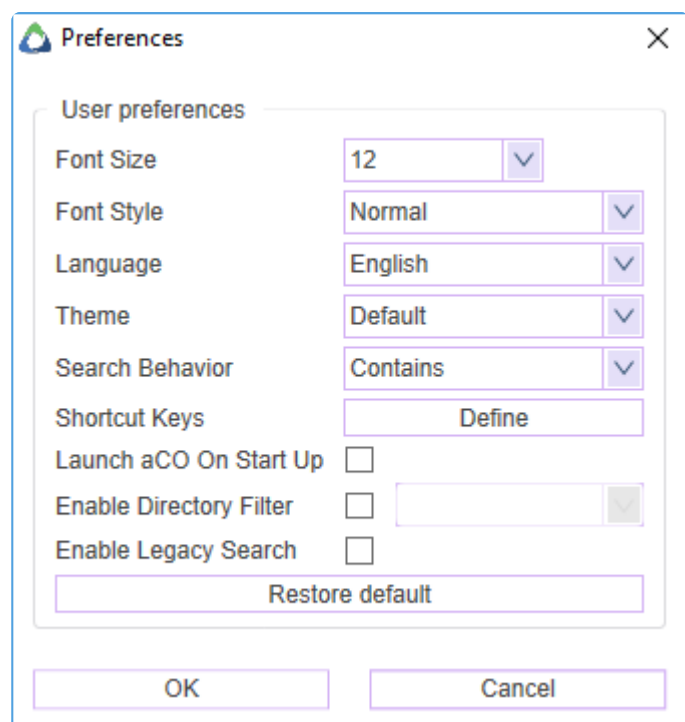 Preferences
User preferences
Font Size 12
Font Style Normal
Language English
Theme Default
Search Behavior Contains
Shortcut Keys Define
Launch aCO On Start Up
Enable Directory Filter
Enable Legacy Search
Restore default
OK Cancel